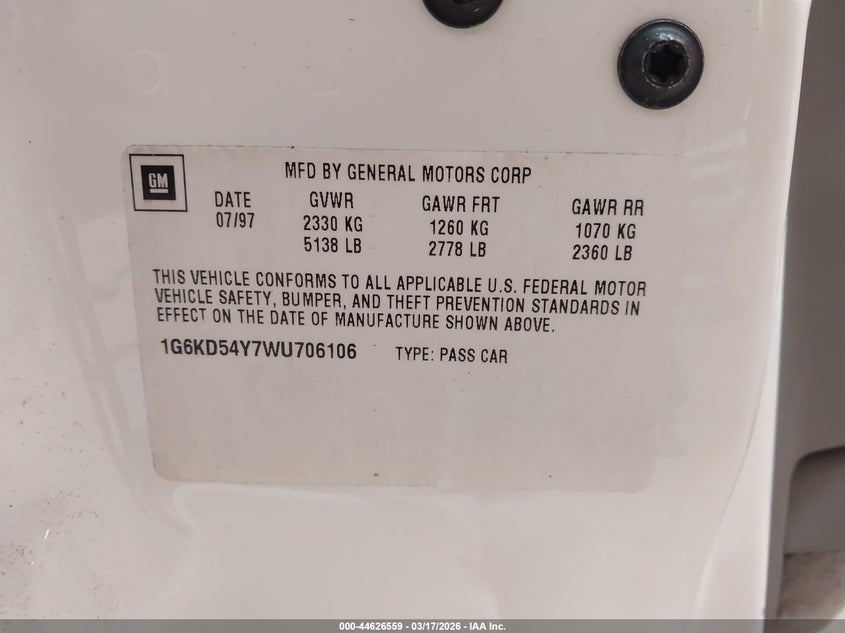 GM
MFD BY GENERAL MOTORS CORP
DATE GVWR GAWR FRT GAWR RR
07/97 2330 KG 1260 KG 1070 KG
5138 LB 2778 LB 2360 LB
THIS VEHICLE CONFORMS TO ALL APPLICABLE U.S. FEDERAL MOTOR
VEHICLE SAFETY, BUMPER, AND THEFT PREVENTION STANDARDS IN
EFFECT ON THE DATE OF MANUFACTURE SHOWN ABOVE.
1G6KD54Y7WU706106 TYPE: PASS CAR
000-44626559 — 03/17/2026 — IAA Inc.